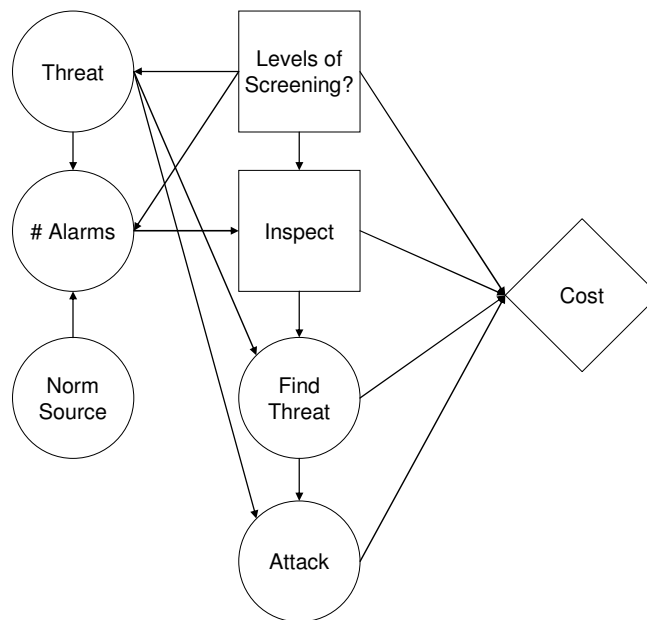 Threat
Levels of
Screening?
# Alarms
Inspect
Cost
Norm
Source
Find
Threat
Attack